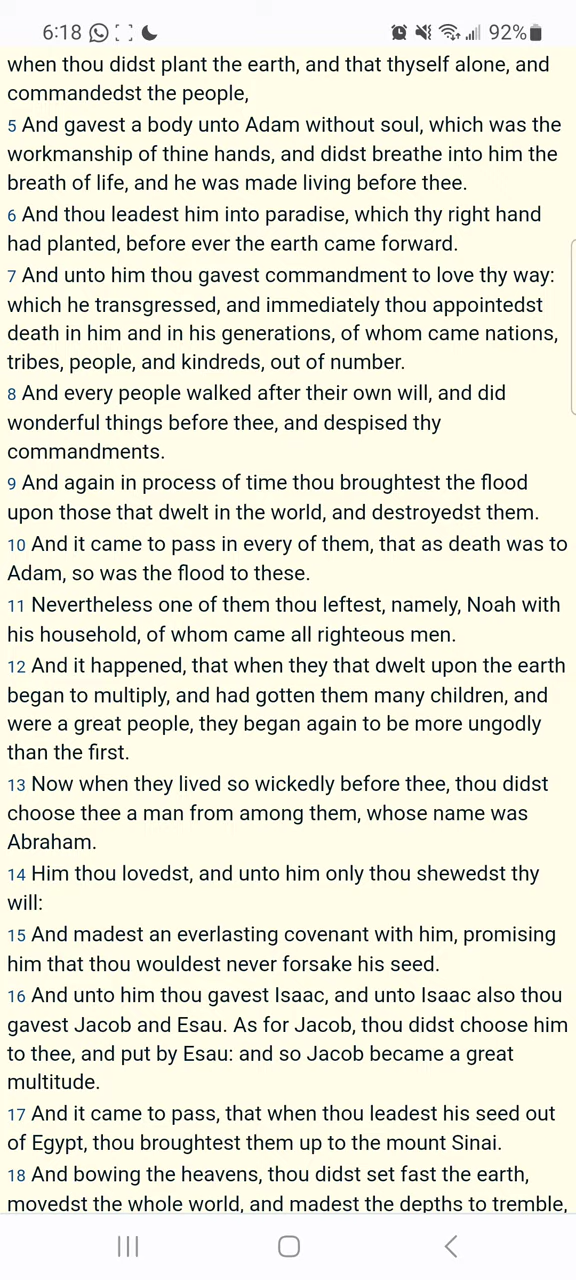 6:18
92%
when thou didst plant the earth, and that thyself alone, and
commandedst the people,
5 And gavest a body unto Adam without soul, which was the
workmanship of thine hands, and didst breathe into him the
breath of life, and he was made living before thee.
6 And thou leadest him into paradise, which thy right hand
had planted, before ever the earth came forward.
7 And unto him thou gavest commandment to love thy way:
which he transgressed, and immediately thou appointedst
death in him and in his generations, of whom came nations,
tribes, people, and kindreds, out of number.
8 And every people walked after their own will, and did
wonderful things before thee, and despised thy
commandments.
9 And again in process of time thou broughtest the flood
upon those that dwelt in the world, and destroyedst them.
10 And it came to pass in every of them, that as death was to
Adam, so was the flood to these.
11 Nevertheless one of them thou leftest, namely, Noah with
his household, of whom came all righteous men.
12 And it happened, that when they that dwelt upon the earth
began to multiply, and had gotten them many children, and
were a great people, they began again to be more ungodly
than the first.
13 Now when they lived so wickedly before thee, thou didst
choose thee a man from among them, whose name was
Abraham.
14 Him thou lovedst, and unto him only thou shewedst thy
will:
15 And madest an everlasting covenant with him, promising
him that thou wouldest never forsake his seed.
16 And unto him thou gavest Isaac, and unto Isaac also thou
gavest Jacob and Esau. As for Jacob, thou didst choose him
to thee, and put by Esau: and so Jacob became a great
multitude.
17 And it came to pass, that when thou leadest his seed out
of Egypt, thou broughtest them up to the mount Sinai.
18 And bowing the heavens, thou didst set fast the earth,
movedst the whole world, and madest the depths to tremble,